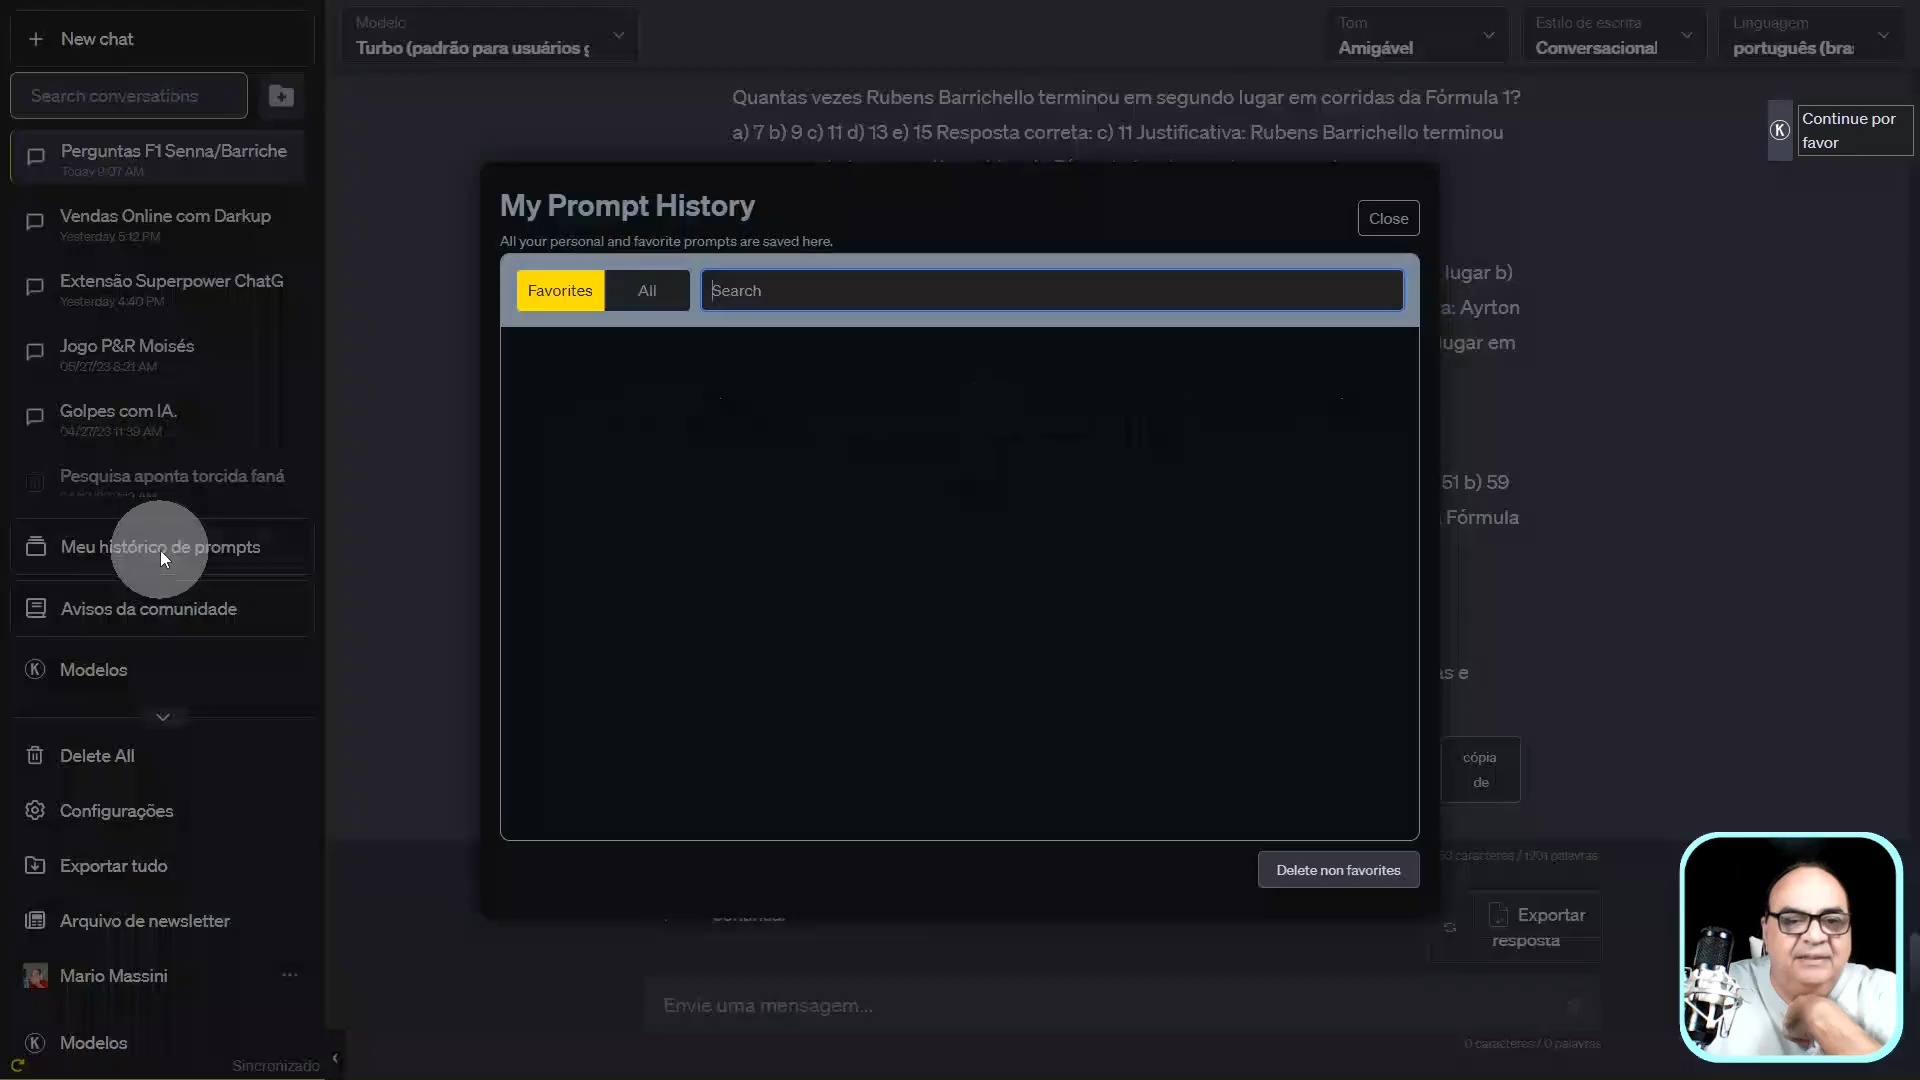 New chat
Search conversations
Perguntas F1 Senna/Barriche
Today 9:07 AM
Vendas Online com Darkup
Yesterday 5:12 PM
Extensão Superpower ChatG
Yesterday 4:40 PM
Jogo P&R Moisés
05/27/23 8:21 AM
Golpes com IA.
04/27/23 11:39 AM
Pesquisa aponta torcida faná
Meu histórico de prompts
Avisos da comunidade
Modelos
Delete All
Configurações
Exportar tudo
Arquivo de newsletter
Mario Massini
Modelos
Sincronizado
Modelo
Turbo (padrão para usuários g
Tom
Amigável
Estilo de escrita
Conversacional
Linguagem
português (bra
Quantas vezes Rubens Barrichello terminou em segundo lugar em corridas da Fórmula 1?
a) 7 b) 9 c) 11 d) 13 e) 15 Resposta correta: c) 11 Justificativa: Rubens Barrichello terminou
Continue por
favor
My Prompt History
All your personal and favorite prompts are saved here.
Close
Favorites
All
Search
Delete non favorites
lugar b)
a: Ayrton
lugar em
51 b) 59
Fórmula
as e
cópia
de
caracteres / 1201 palavras
Continuar
Exportar
resposta
Envie uma mensagem...
0 caracteres / 0 palavras